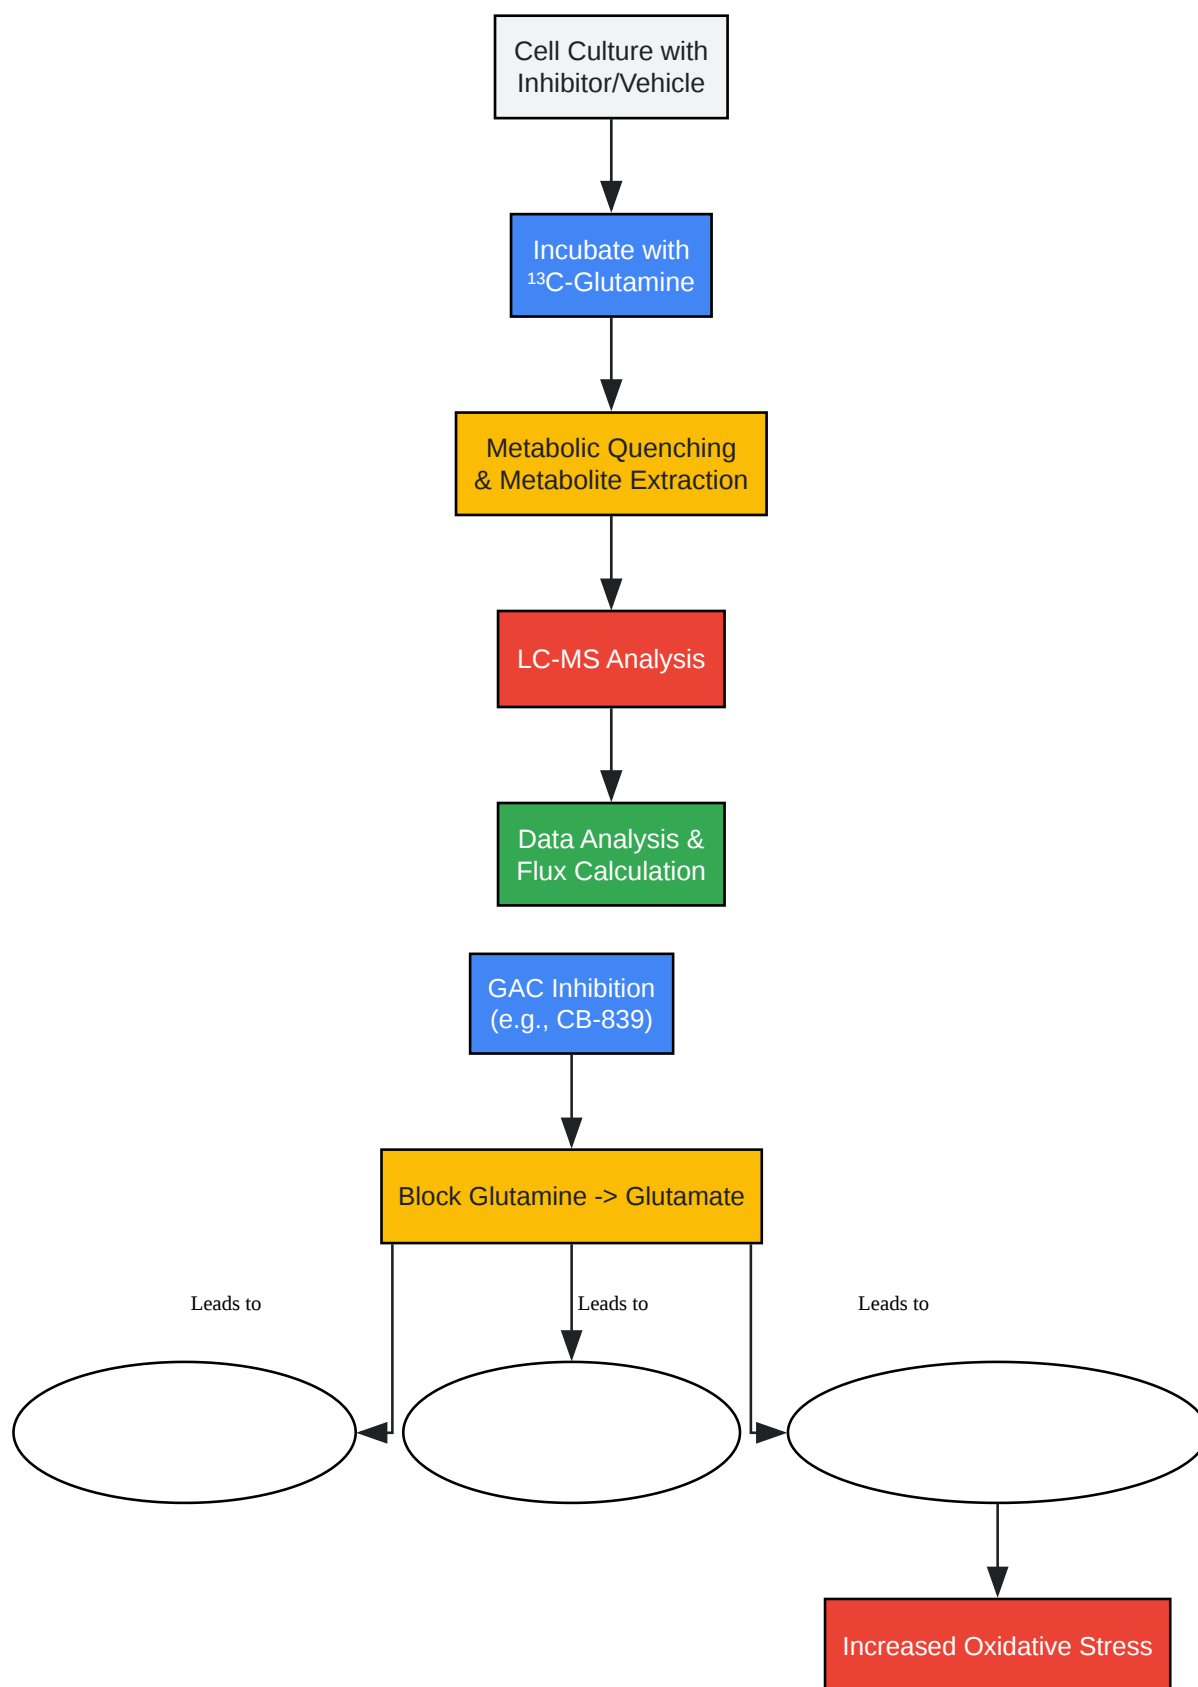 Cell Culture with
Inhibitor/Vehicle
Incubate with
¹³C-Glutamine
Metabolic Quenching
& Metabolite Extraction
LC-MS Analysis
Data Analysis &
Flux Calculation
GAC Inhibition
(e.g., CB-839)
Block Glutamine -> Glutamate
Leads to
Leads to
Leads to
Increased Oxidative Stress